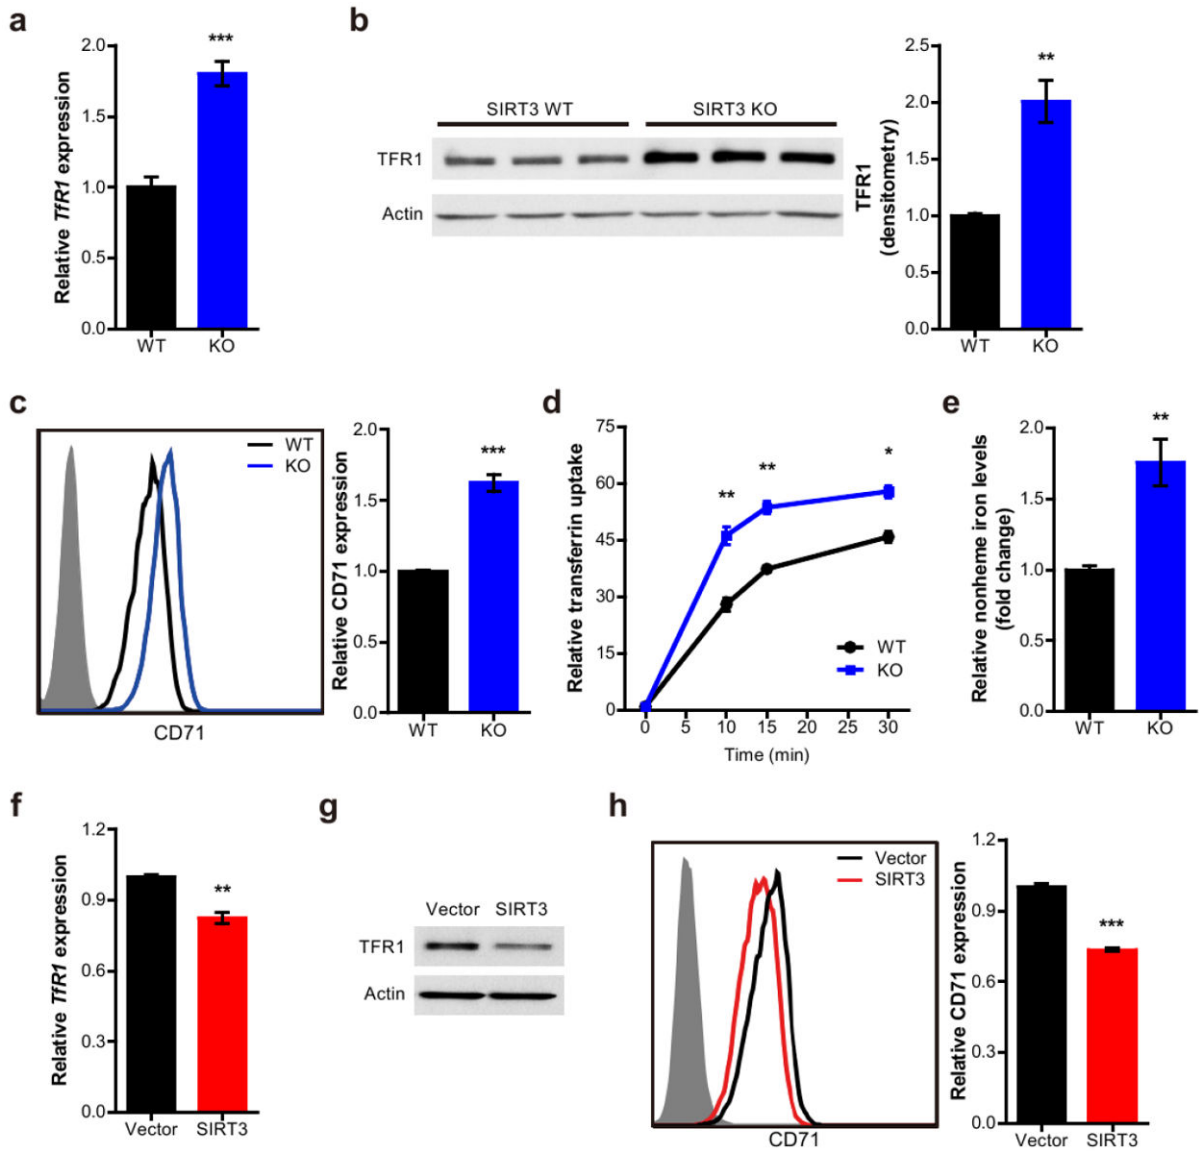 a
***
Relative TfR1 expression
2.0
1.5
1.0
0.5
0.0
WT
KO
b
SIRT3 WT
SIRT3 KO
TFR1
Actin
**
TFR1
(densitometry)
2.5
2.0
1.5
1.0
0.5
0.0
WT
KO
c
WT
KO
CD71
***
Relative CD71 expression
2.0
1.5
1.0
0.5
0.0
WT
KO
d
Relative transferrin uptake
75
60
45
30
15
0
**
**
*
WT
KO
0 5 10 15 20 25 30
Time (min)
e
**
Relative nonheme iron levels
(fold change)
2.0
1.5
1.0
0.5
0.0
WT
KO
f
**
Relative TfR1 expression
1.2
0.9
0.6
0.3
0.0
Vector
SIRT3
g
Vector SIRT3
TFR1
Actin
h
Vector
SIRT3
CD71
***
Relative CD71 expression
1.2
0.9
0.6
0.3
0.0
Vector
SIRT3